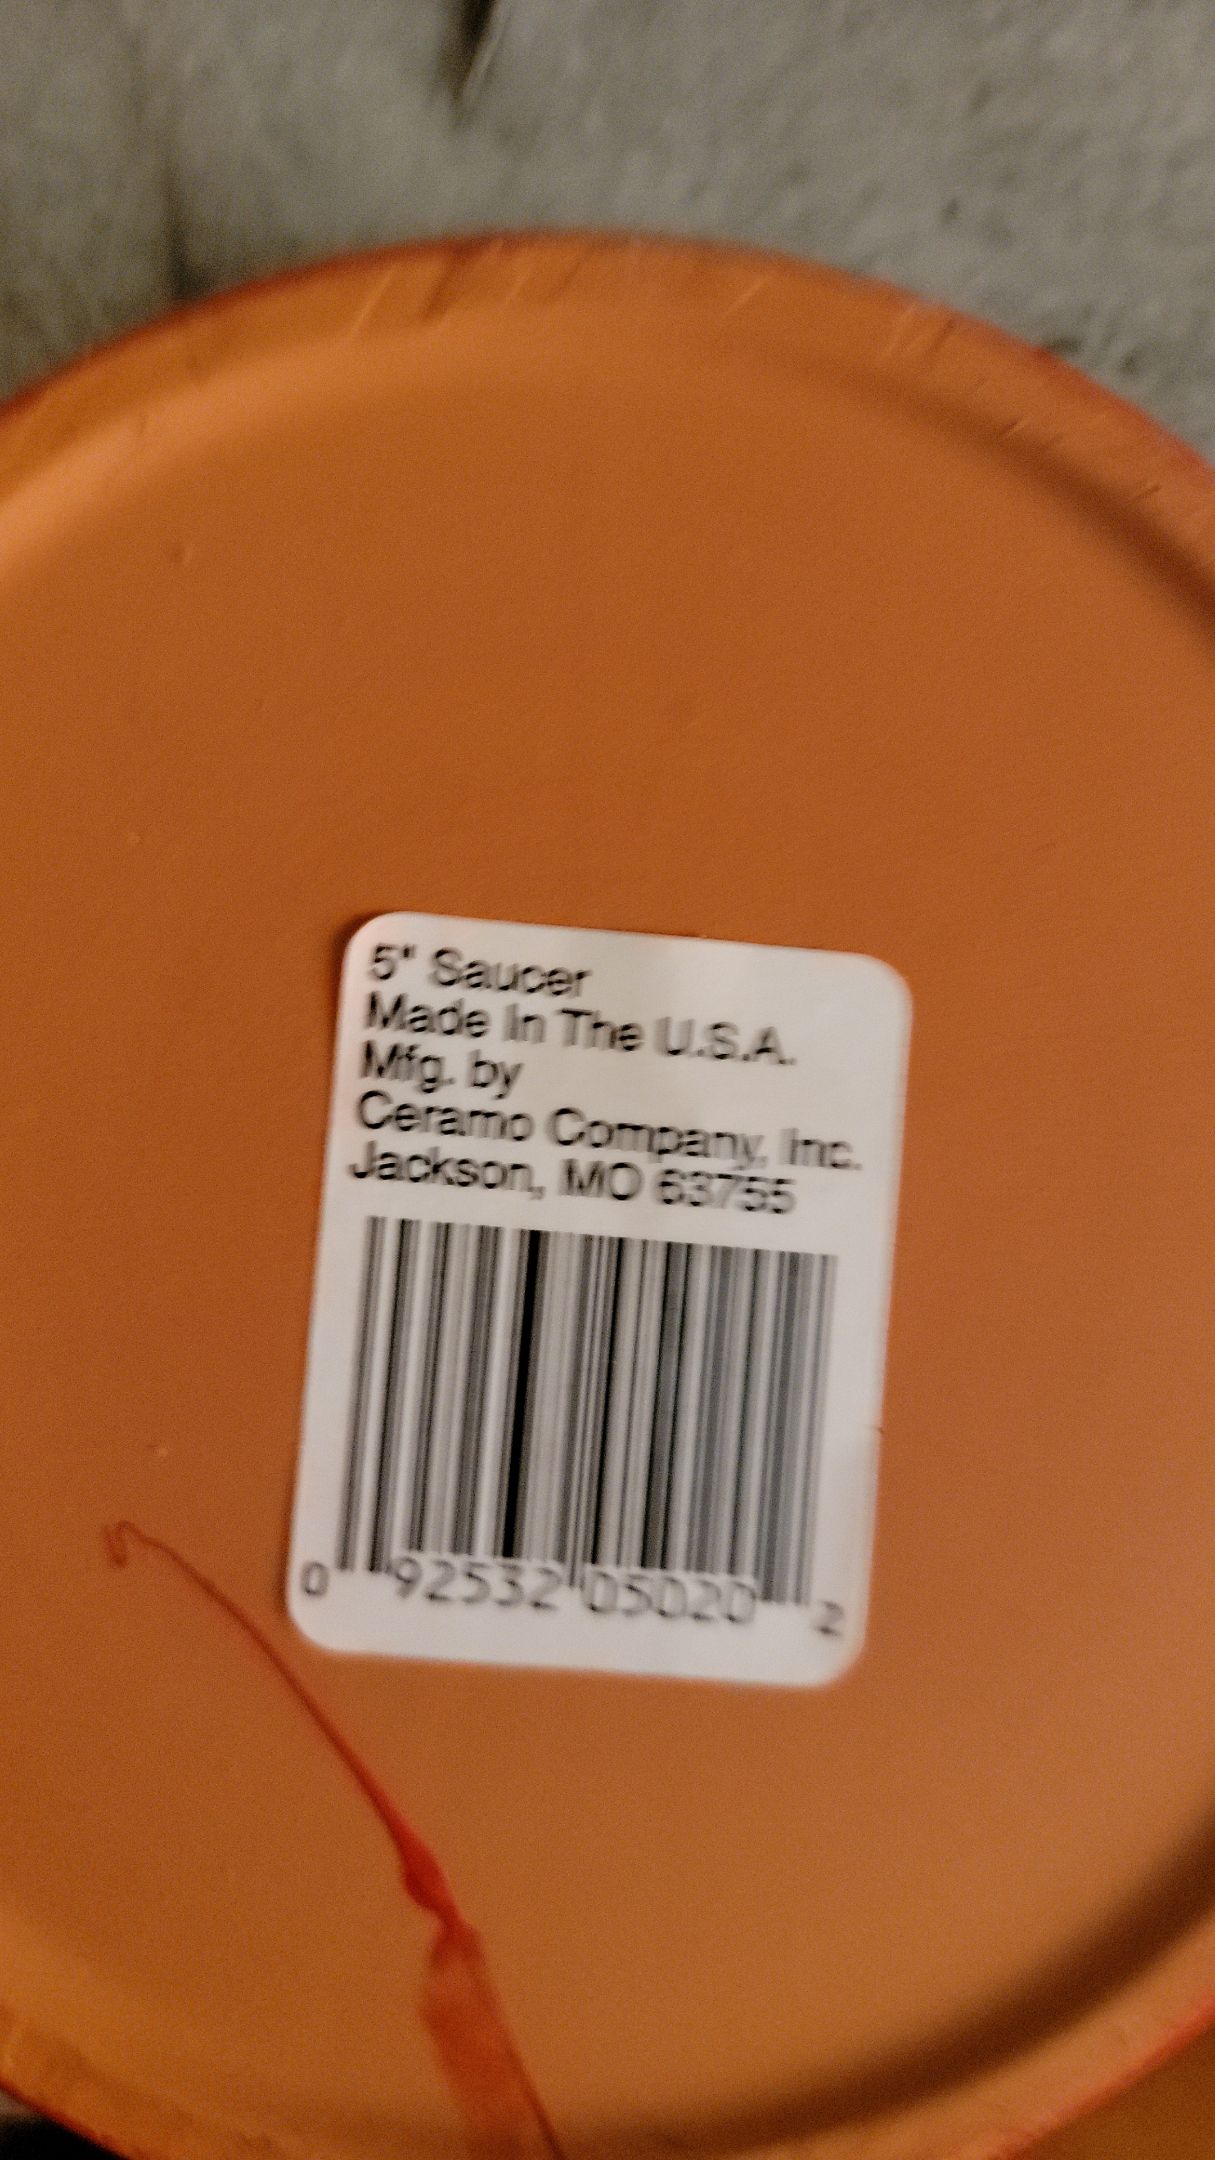 5" Saucer
Made In The U.S.A.
Mfg. by
Ceramo Company, Inc.
Jackson, MO 63755
0 92532 05020 2